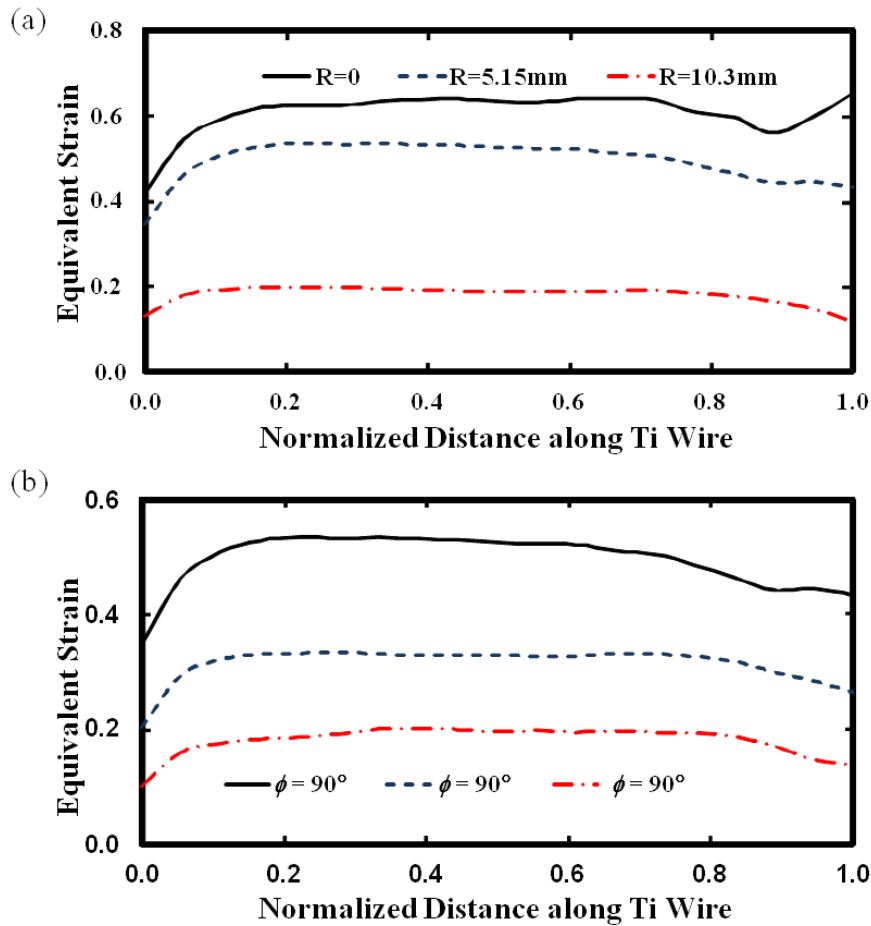 (a)
0.8
R=0 R=5.15mm R=10.3mm
0.6
0.4
0.2
0.0
Equivalent Strain
0.0 0.2 0.4 0.6 0.8 1.0
Normalized Distance along Ti Wire
(b)
0.6
0.4
0.2
ϕ = 90° ϕ = 90° ϕ = 90°
0.0
Equivalent Strain
0.0 0.2 0.4 0.6 0.8 1.0
Normalized Distance along Ti Wire